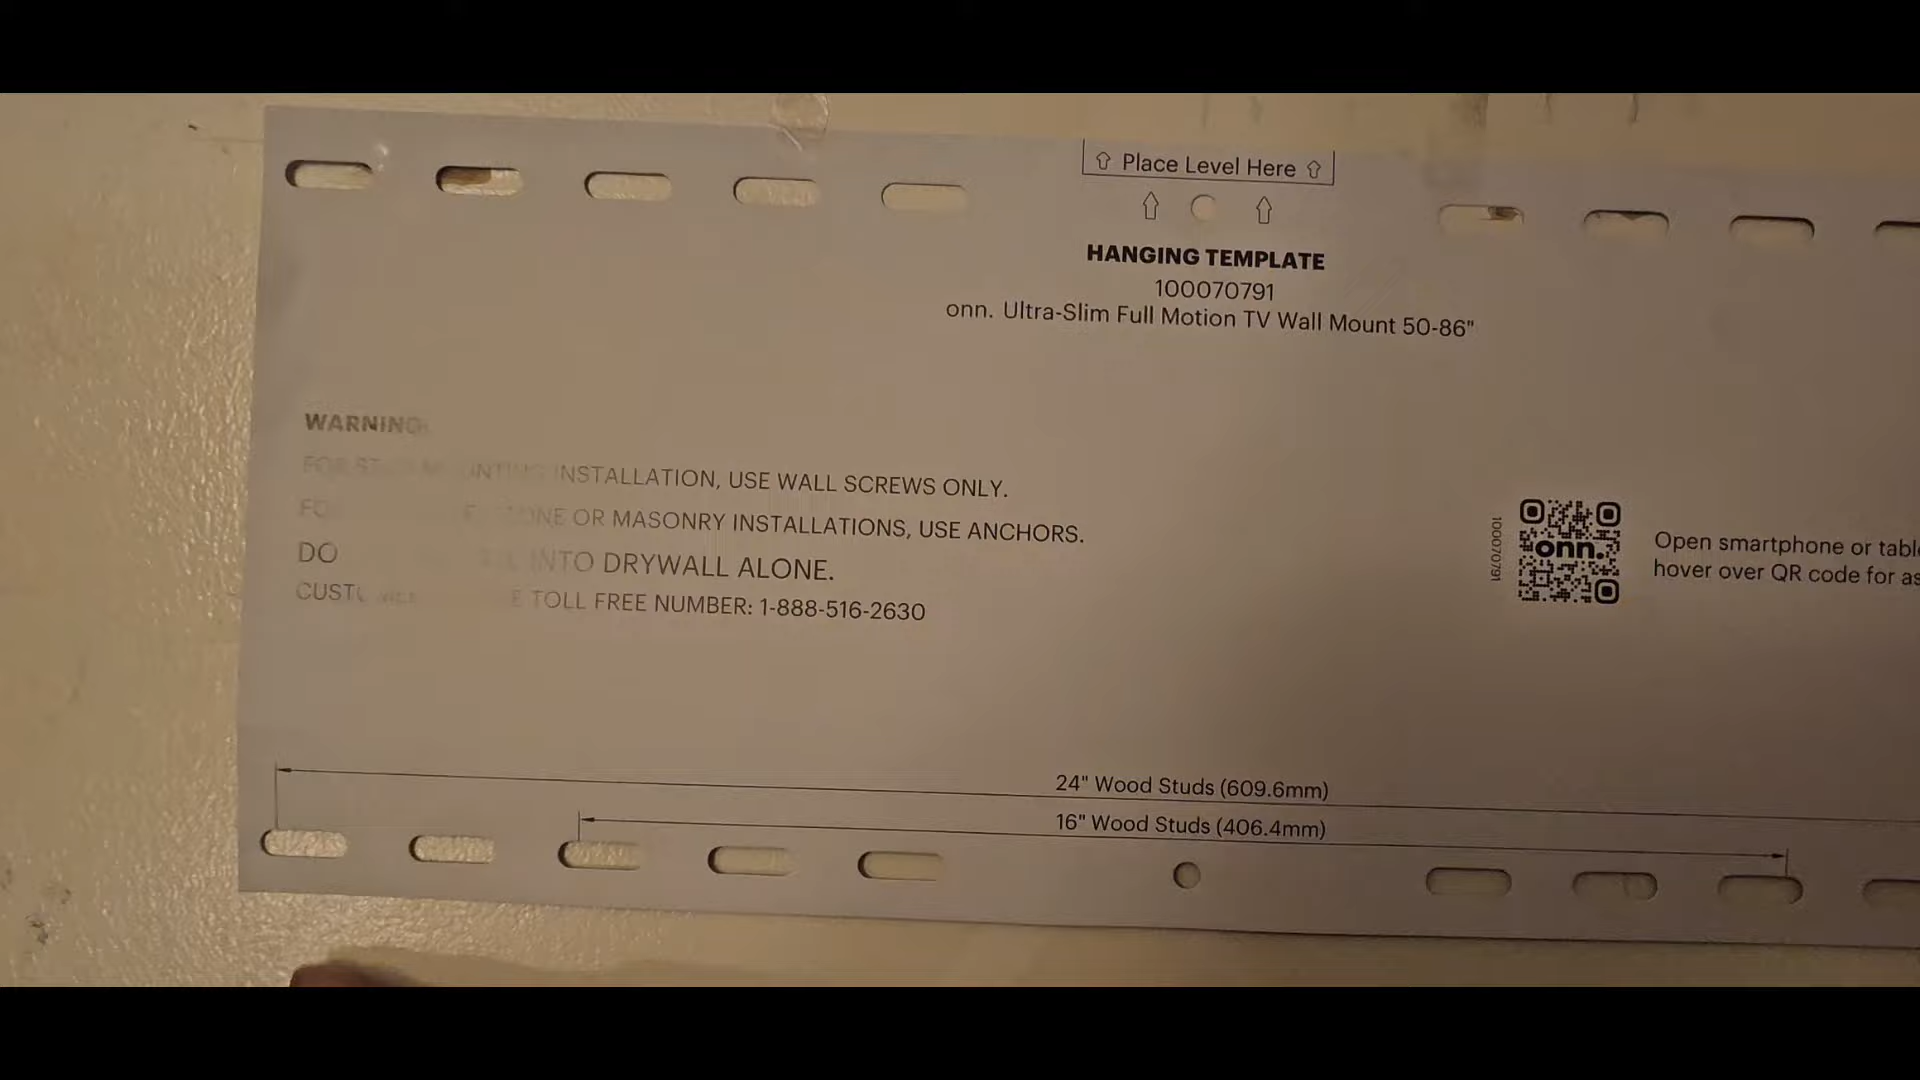 ⇧ Place Level Here ⇧
HANGING TEMPLATE
100070791
onn. Ultra-Slim Full Motion TV Wall Mount 50-86"
WARNING:
INSTALLATION, USE WALL SCREWS ONLY.
OR MASONRY INSTALLATIONS, USE ANCHORS.
DO INTO DRYWALL ALONE.
TOLL FREE NUMBER: 1-888-516-2630
100070791
onn.
Open smartphone or
hover over QR code for
24" Wood Studs (609.6mm)
16" Wood Studs (406.4mm)